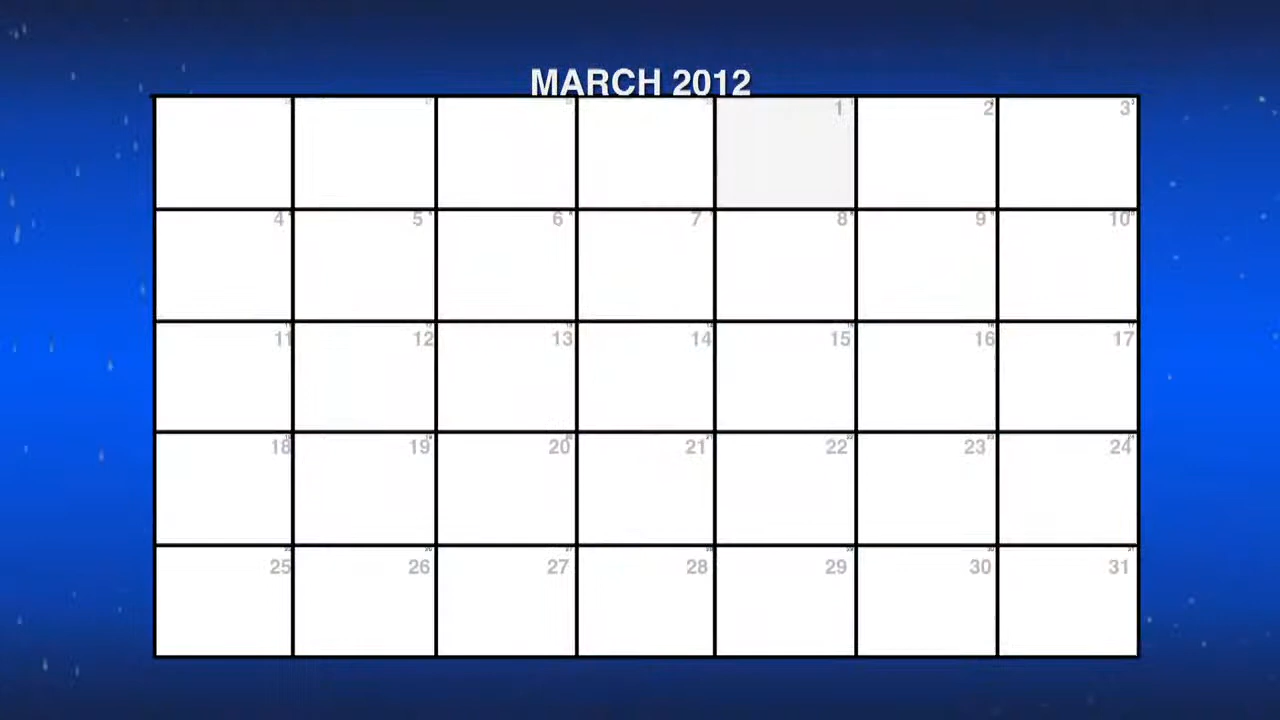 MARCH 2012
1 2 3
4 5 6 7 8 9 10
11 12 13 14 15 16 17
18 19 20 21 22 23 24
25 26 27 28 29 30 31